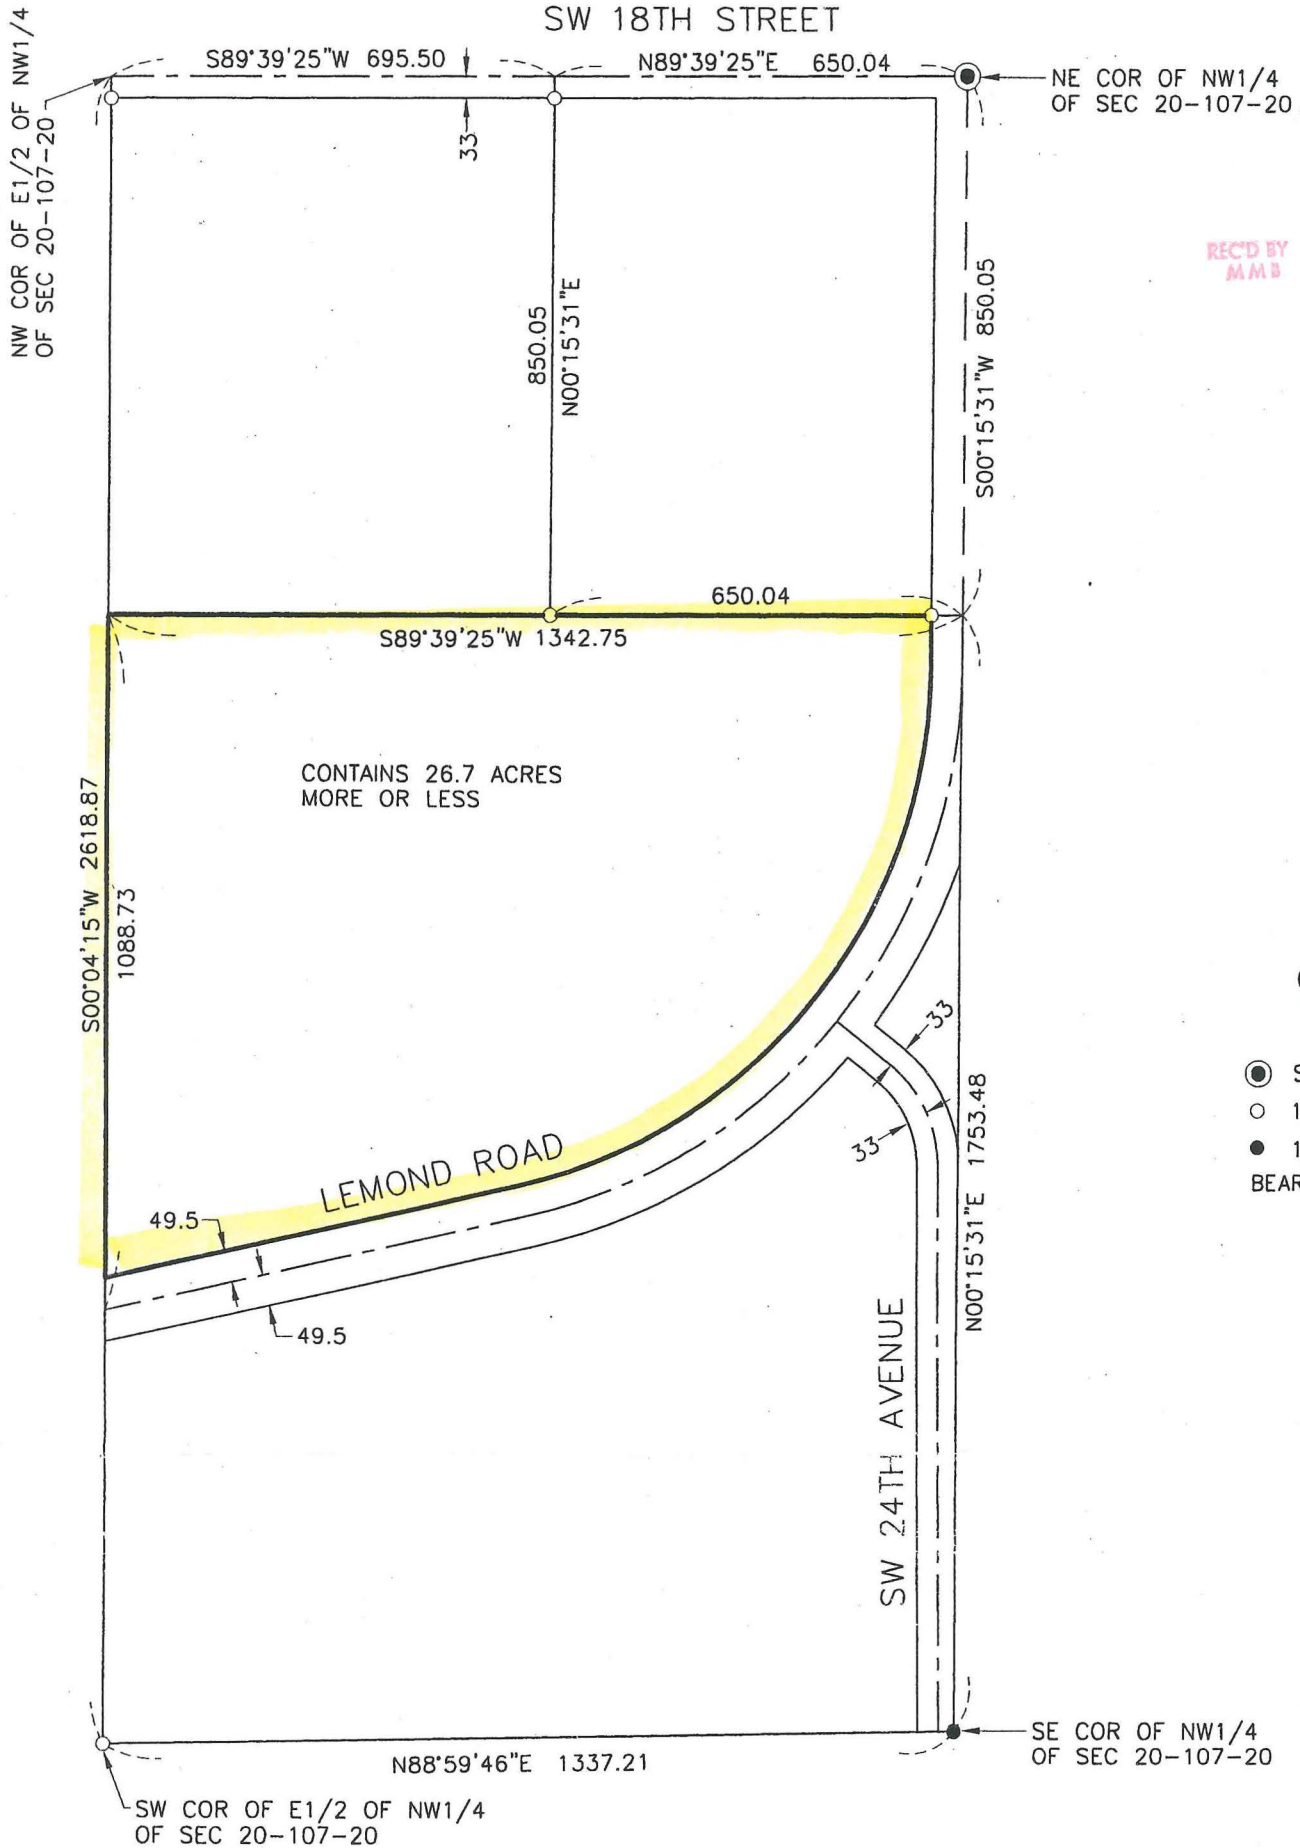 SW 18TH STREET
S89°39'25"W 695.50
N89°39'25"E 650.04
NE COR OF NW1/4
OF SEC 20-107-20
NW COR OF E1/2 OF NW1/4
OF SEC 20-107-20
33
REC'D BY
MMB
850.05
N00°15'31"E
S00°15'31"W 850.05
650.04
S89°39'25"W 1342.75
CONTAINS 26.7 ACRES
MORE OR LESS
S00°04'15"W 2618.87
1088.73
33
33
N00°15'31"E 1753.48
S
1
1
BEAR
LEMOND ROAD
49.5
49.5
SW 24TH AVENUE
SE COR OF NW1/4
OF SEC 20-107-20
N88°59'46"E 1337.21
SW COR OF E1/2 OF NW1/4
OF SEC 20-107-20